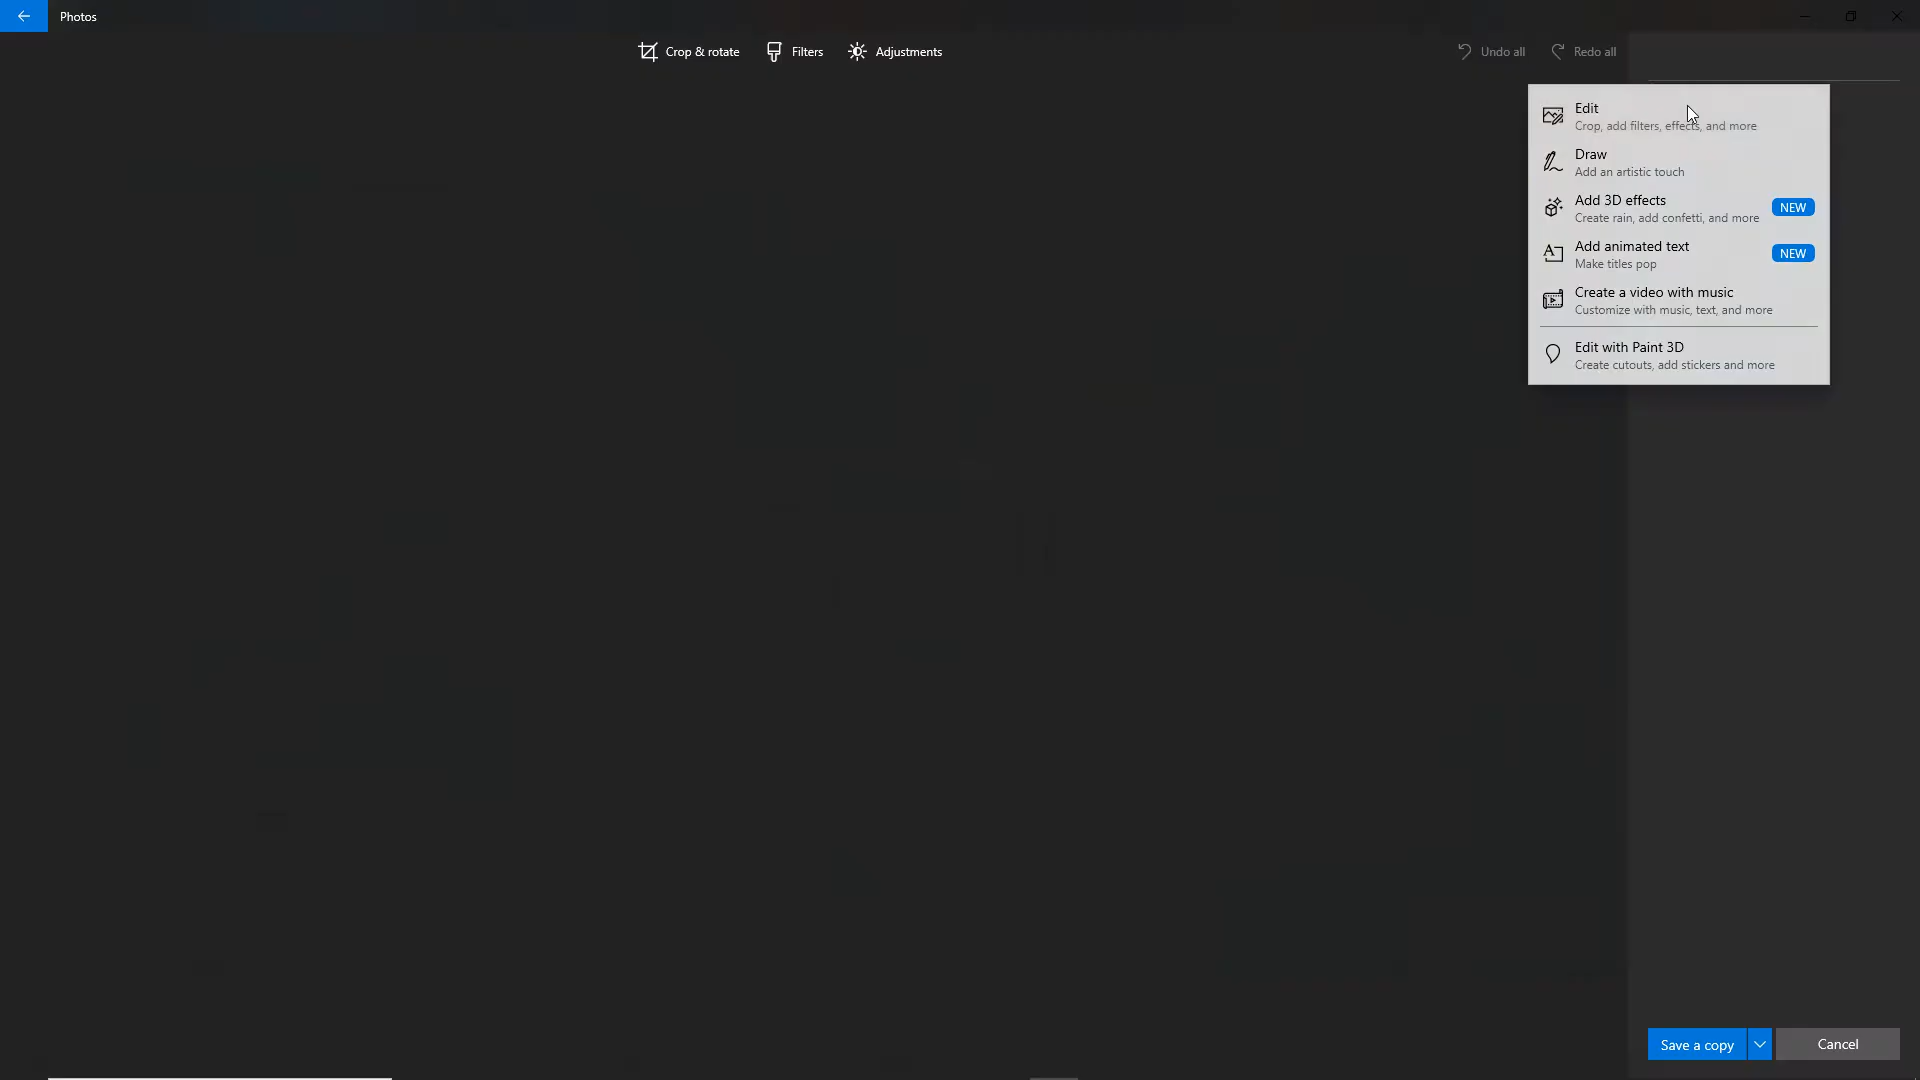 Photos
Crop & rotate
Filters
Adjustments
Undo all
Redo all
Edit
Crop, add filters, effects, and more
Draw
Add an artistic touch
Add 3D effects
Create rain, add confetti, and more
NEW
Add animated text
Make titles pop
NEW
Create a video with music
Customize with music, text, and more
Edit with Paint 3D
Create cutouts, add stickers and more
Save a copy
Cancel